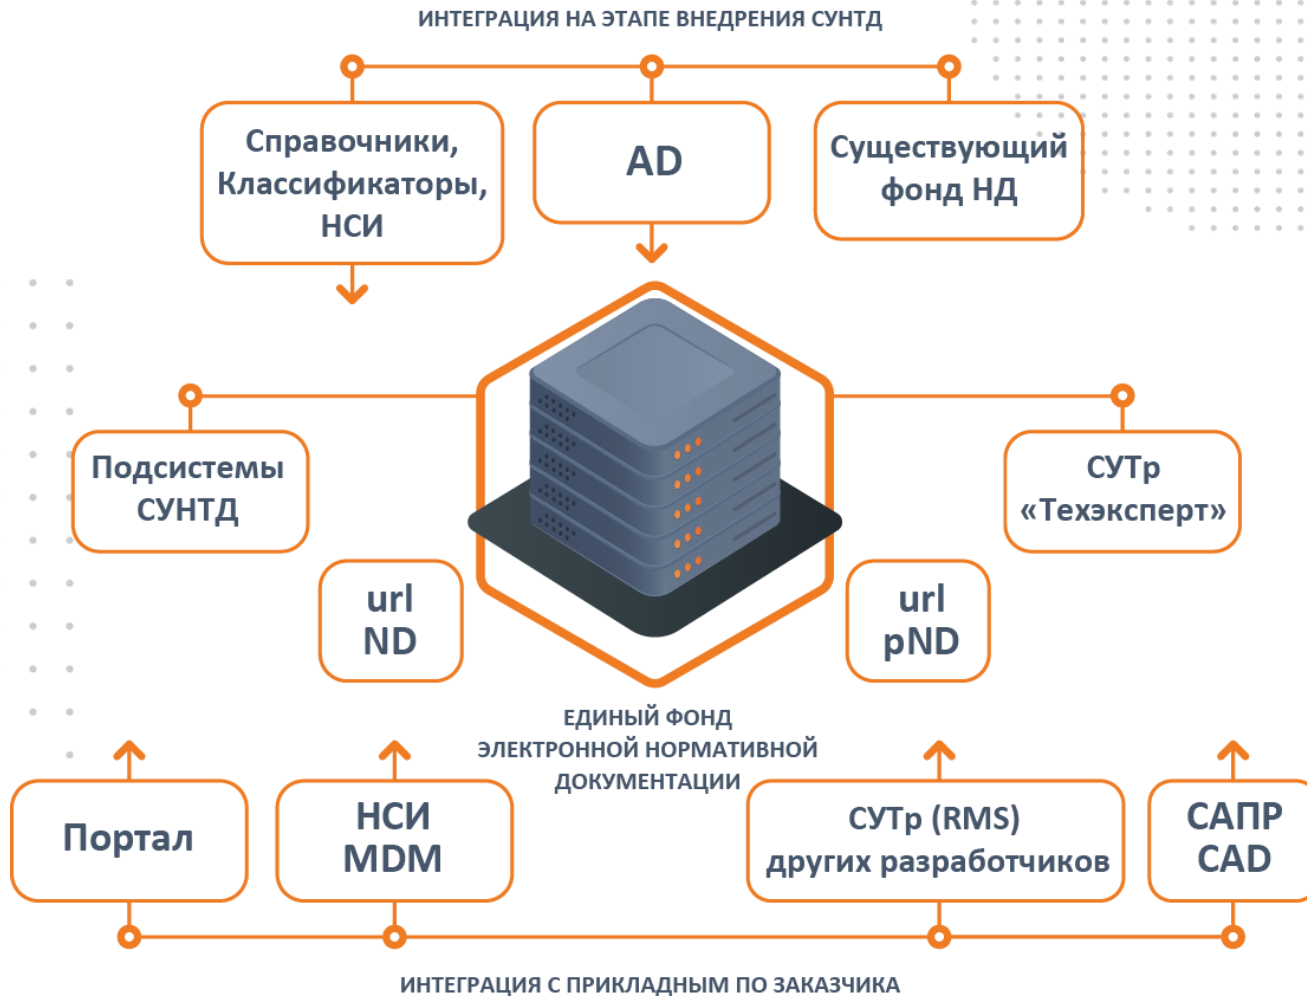 ИНТЕГРАЦИЯ НА ЭТАПЕ ВНЕДРЕНИЯ СУНТД
Справочники,
Классификаторы,
НСИ
AD
Существующий
фонд НД
Подсистемы
СУНТД
СУТр
«Техэксперт»
url
ND
url
pND
ЕДИНЫЙ ФОНД
ЭЛЕКТРОННОЙ НОРМАТИВНОЙ
ДОКУМЕНТАЦИИ
Портал
НСИ
MDM
СУТр (RMS)
других разработчиков
САПР
CAD
ИНТЕГРАЦИЯ С ПРИКЛАДНЫМ ПО ЗАКАЗЧИКА